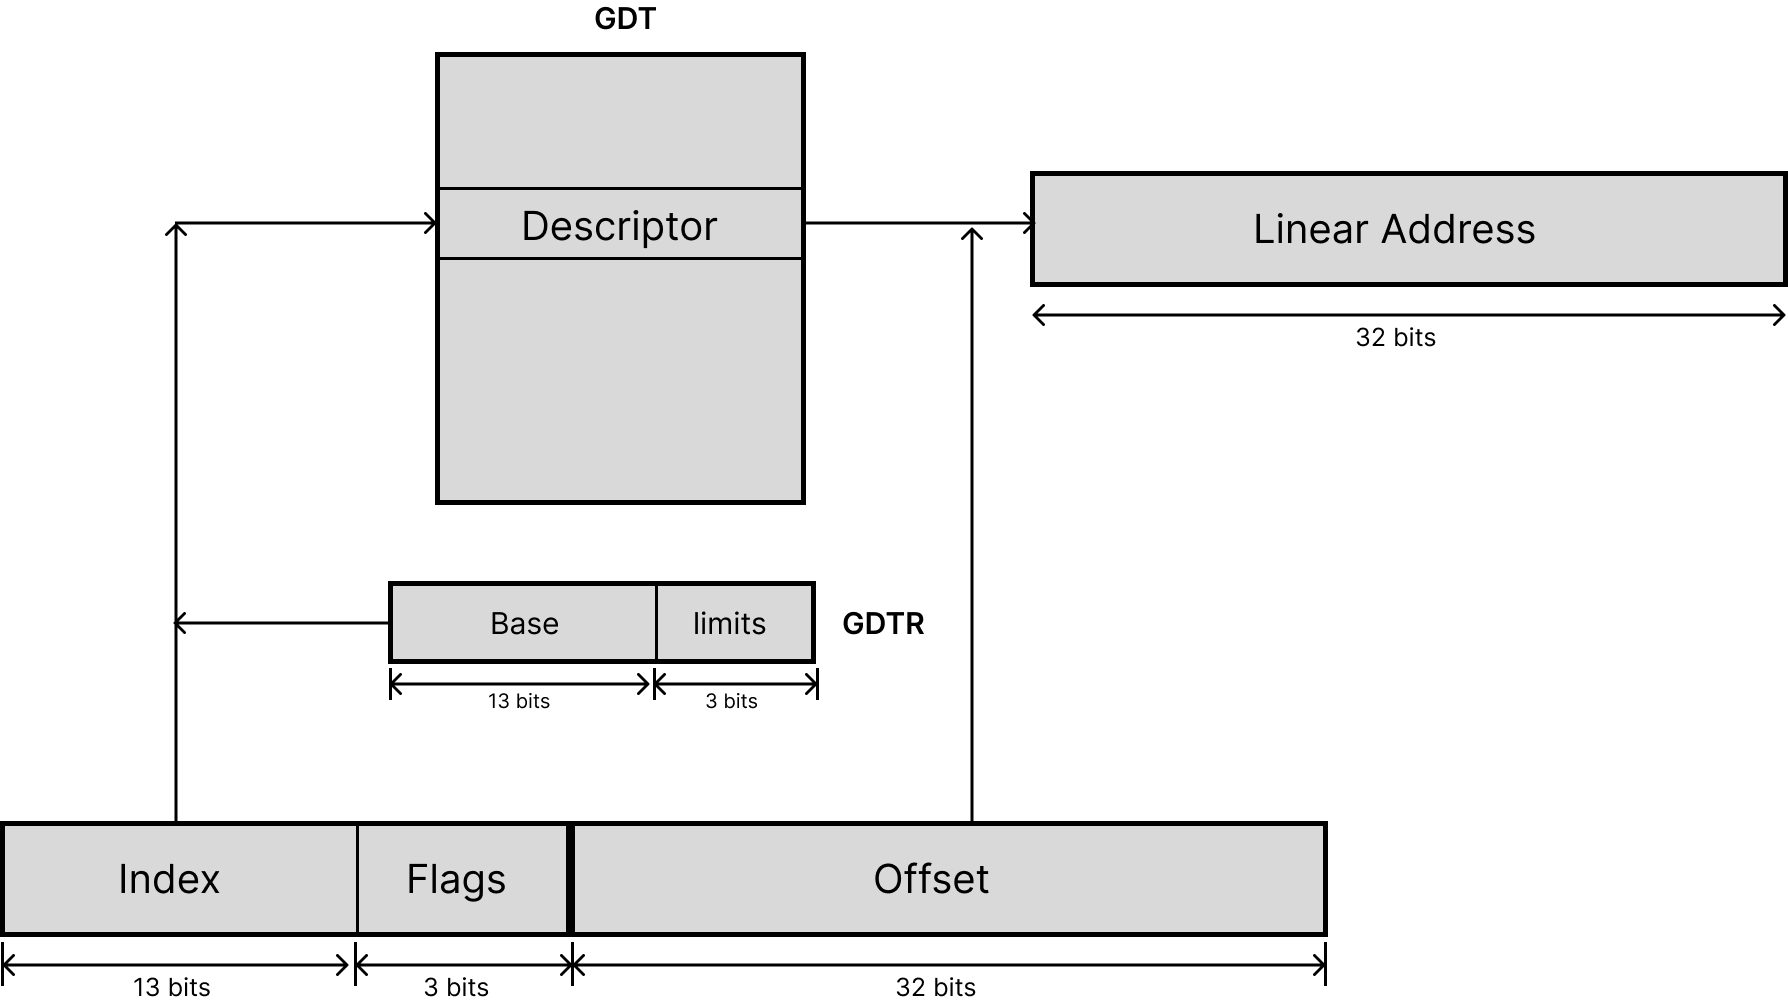 GDT
Descriptor
Linear Address
32 bits
Base
limits
GDTR
13 bits
3 bits
Index
Flags
Offset
13 bits
3 bits
32 bits